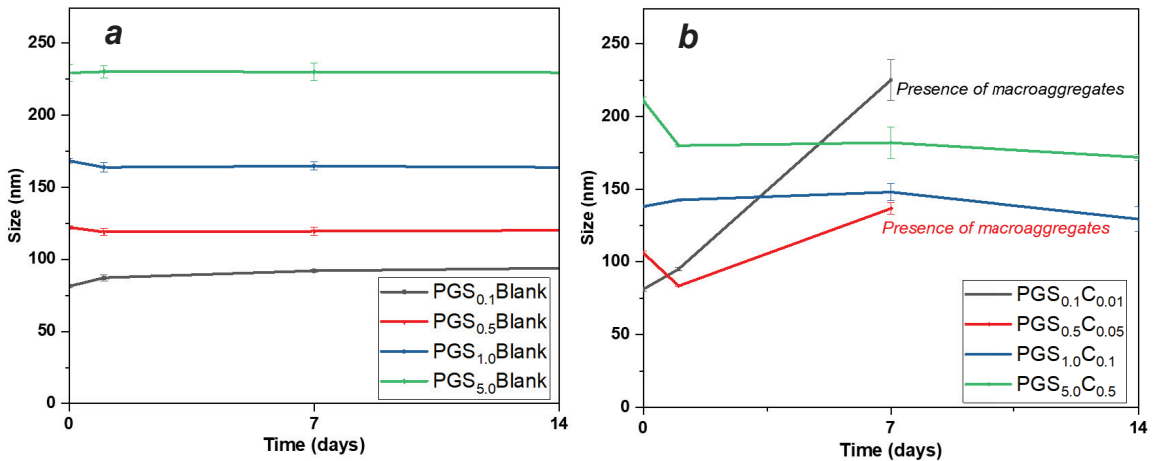 a
250
200
150
100
50
0
Size (nm)
0
7
14
Time (days)
PGS0.1Blank
PGS0.5Blank
PGS1.0Blank
PGS5.0Blank
b
250
200
150
100
50
0
Size (nm)
0
7
14
Time (days)
Presence of macroaggregates
Presence of macroaggregates
PGS0.1C0.01
PGS0.5C0.05
PGS1.0C0.1
PGS5.0C0.5